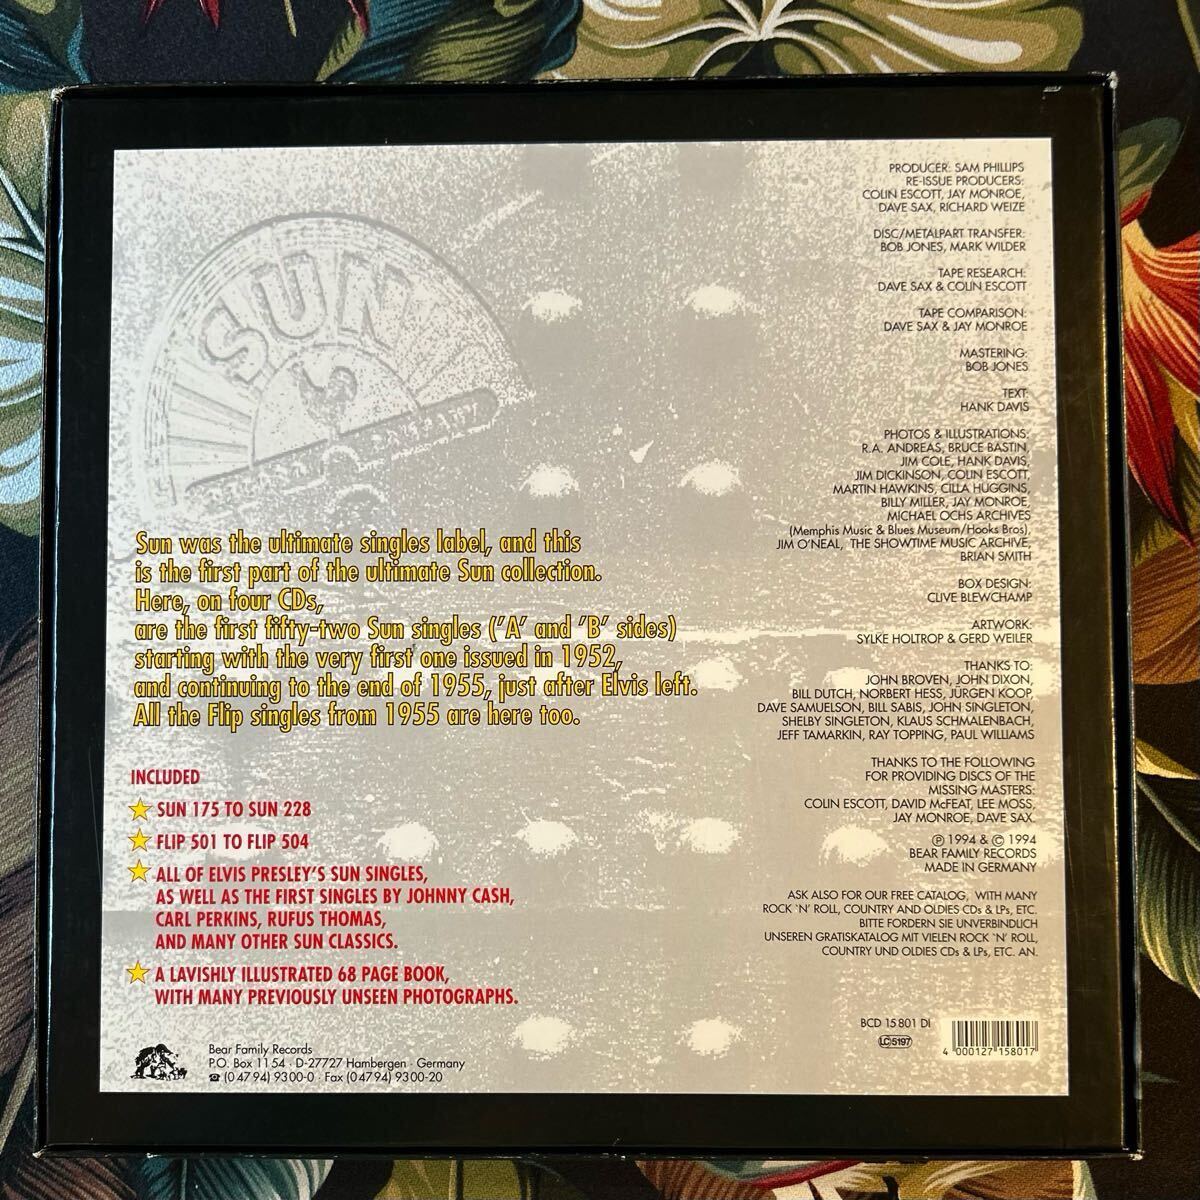 SUN
COMPANY
Sun was the ultimate singles label, and this
is the first part of the ultimate Sun collection.
Here, on four CDs,
are the first fifty-two Sun singles ('A' and 'B' sides)
starting with the very first one issued in 1952,
and continuing to the end of 1955, just after Elvis left.
All the Flip singles from 1955 are here too.
INCLUDED
SUN 175 TO SUN 228
FLIP 501 TO FLIP 504
ALL OF ELVIS PRESLEY'S SUN SINGLES,
AS WELL AS THE FIRST SINGLES BY JOHNNY CASH,
CARL PERKINS, RUFUS THOMAS,
AND MANY OTHER SUN CLASSICS.
A LAVISHLY ILLUSTRATED 68 PAGE BOOK,
WITH MANY PREVIOUSLY UNSEEN PHOTOGRAPHS.
Bear Family Records
P.O. Box 1154 · D-27727 Hambergen · Germany
☎ (0 47 94) 93 00-0 · Fax (0 47 94) 93 00-20
PRODUCER: SAM PHILLIPS
RE-ISSUE PRODUCERS:
COLIN ESCOTT, JAY MONROE,
DAVE SAX, RICHARD WEIZE
DISC/METALPART TRANSFER:
BOB JONES, MARK WILDER
TAPE RESEARCH:
DAVE SAX & COLIN ESCOTT
TAPE COMPARISON:
DAVE SAX & JAY MONROE
MASTERING:
BOB JONES
TEXT:
HANK DAVIS
PHOTOS & ILLUSTRATIONS:
R.A. ANDREAS, BRUCE BASTIN,
JIM COLE, HANK DAVIS,
JIM DICKINSON, COLIN ESCOTT,
MARTIN HAWKINS, CILLA HUGGINS,
BILLY MILLER, JAY MONROE,
MICHAEL OCHS ARCHIVES
(Memphis Music & Blues Museum/Hooks Bros),
JIM O'NEAL, THE SHOWTIME MUSIC ARCHIVE,
BRIAN SMITH
BOX DESIGN:
CLIVE BLEWCHAMP
ARTWORK:
SYLKE HOLTROP & GERD WEILER
THANKS TO:
JOHN BROVEN, JOHN DIXON,
BILL DUTCH, NORBERT HESS, JÜRGEN KOOP,
DAVE SAMUELSON, BILL SABIS, JOHN SINGLETON,
SHELBY SINGLETON, KLAUS SCHMALENBACH,
JEFF TAMARKIN, RAY TOPPING, PAUL WILLIAMS
THANKS TO THE FOLLOWING
FOR PROVIDING DISCS OF THE
MISSING MASTERS:
COLIN ESCOTT, DAVID McFEAT, LEE MOSS,
JAY MONROE, DAVE SAX.
℗ 1994 & © 1994
BEAR FAMILY RECORDS
MADE IN GERMANY
ASK ALSO FOR OUR FREE CATALOG, WITH MANY
ROCK 'N' ROLL, COUNTRY AND OLDIES CDs & LPs, ETC.
BITTE FORDERN SIE UNVERBINDLICH
UNSEREN GRATISKATALOG MIT VIELEN ROCK 'N' ROLL,
COUNTRY UND OLDIES CDs & LPs, ETC. AN.
BCD 15 801 DI
LC 5197
4 000127 158017